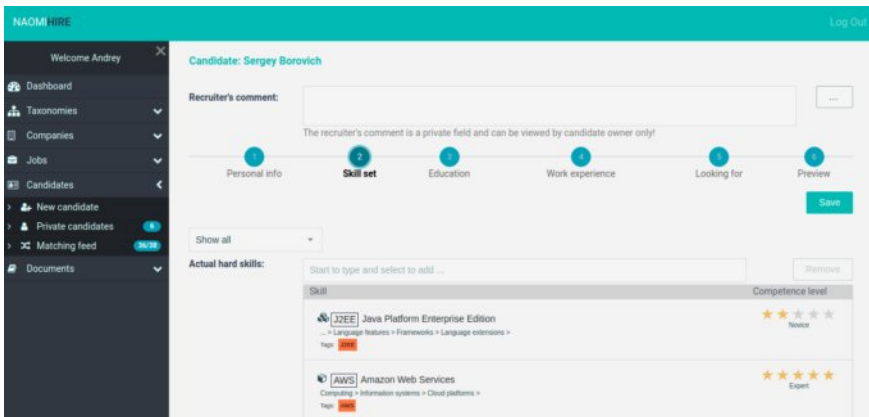 NAOMIHIRE
Log Out
Welcome Andrey
Dashboard
Taxonomies
Companies
Jobs
Candidates
New candidate
Private candidates 6
Matching feed 36/38
Documents
Candidate: Sergey Borovich
Recruiter's comment:
...
The recruiter's comment is a private field and can be viewed by candidate owner only!
1 2 3 4 5 6
Personal info Skill set Education Work experience Looking for Preview
Save
Show all
Actual hard skills:
Start to type and select to add ...
Remove
Skill Competence level
J2EE Java Platform Enterprise Edition
... > Language features > Frameworks > Language extensions >
Tags: J2EE
Novice
AWS Amazon Web Services
Computing > Information systems > Cloud platforms >
Tags: AWS
Expert